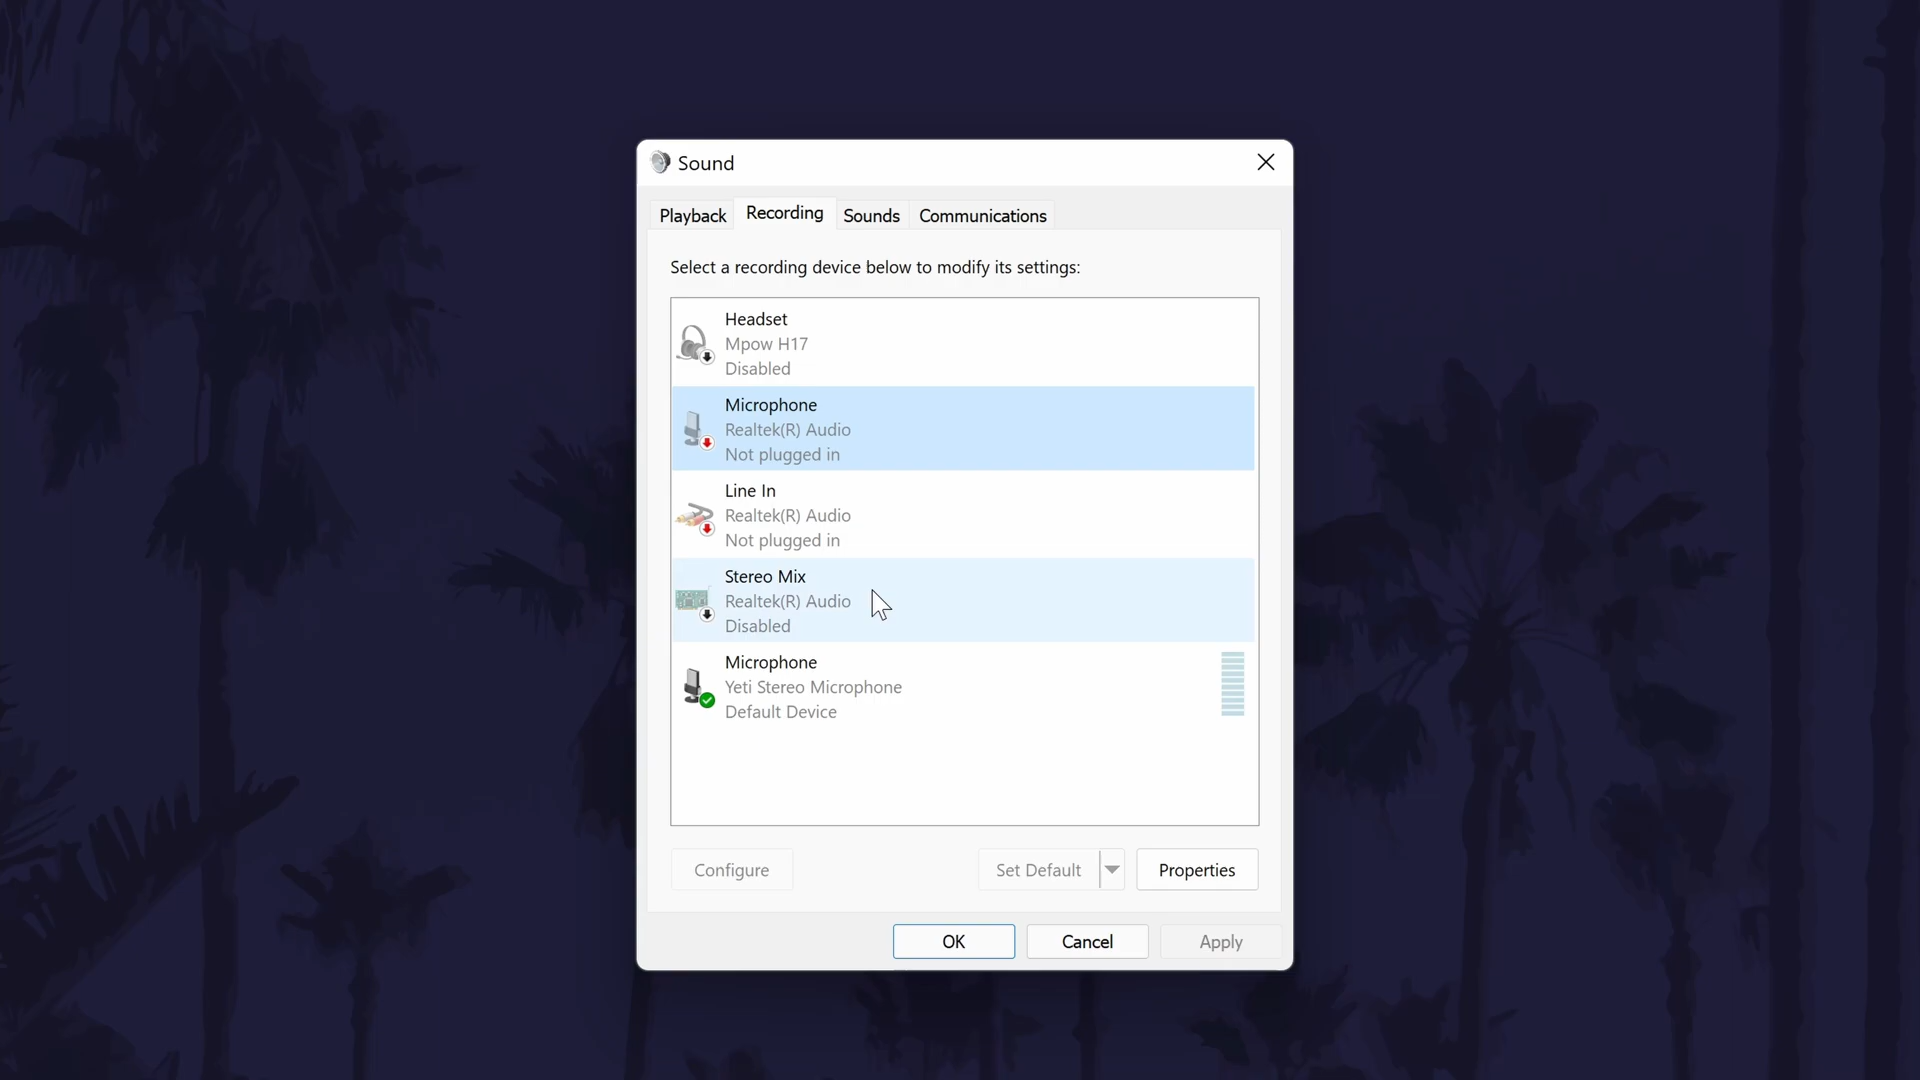 Sound
Playback Recording Sounds Communications
Select a recording device below to modify its settings:
Headset
Mpow H17
Disabled
Microphone
Realtek(R) Audio
Not plugged in
Line In
Realtek(R) Audio
Not plugged in
Stereo Mix
Realtek(R) Audio
Disabled
Microphone
Yeti Stereo Microphone
Default Device
Configure Set Default Properties
OK Cancel Apply